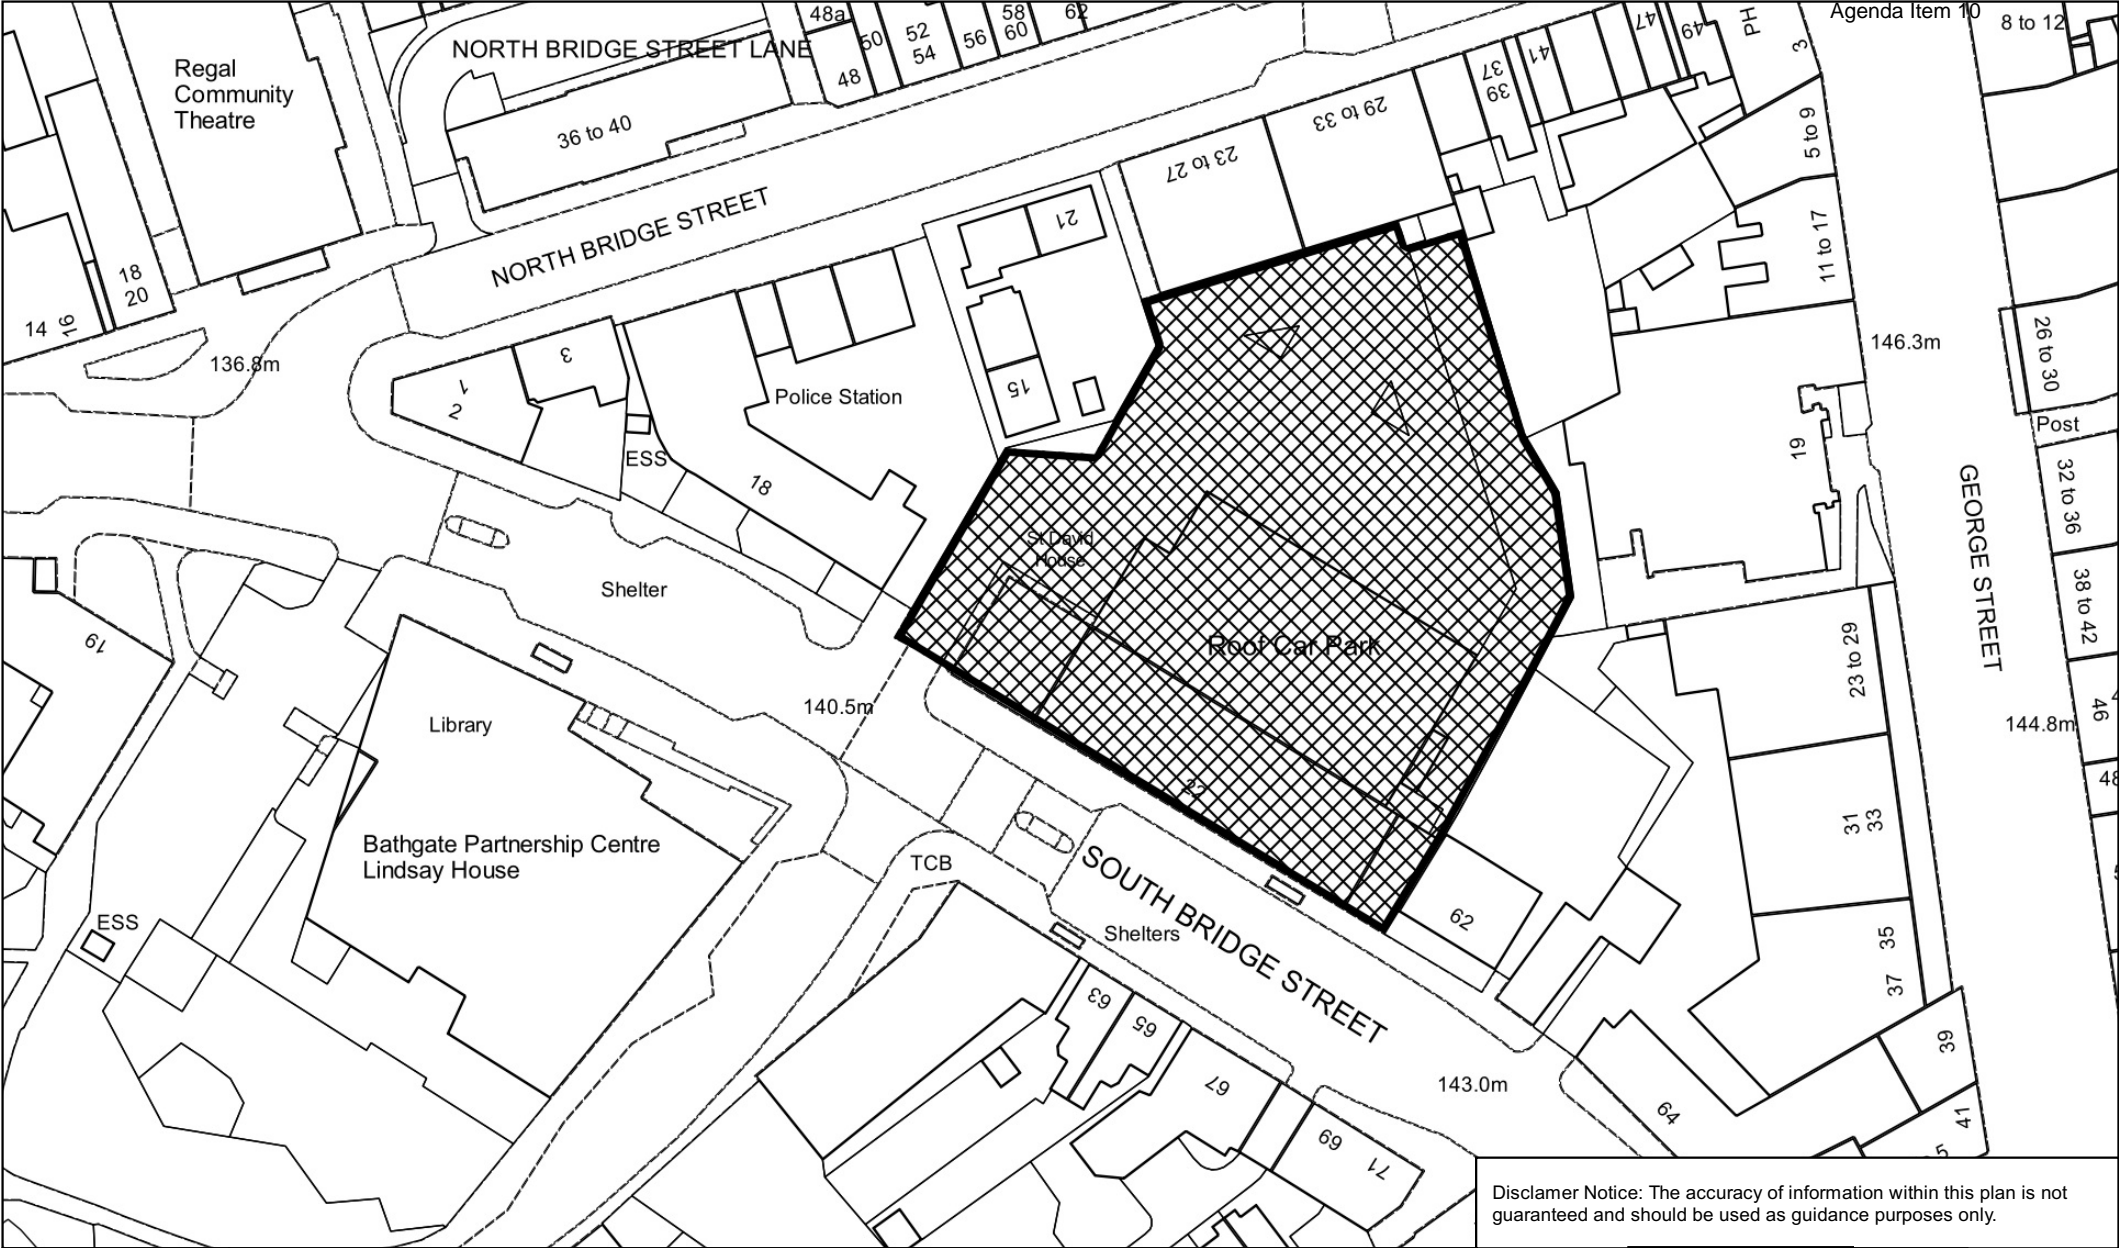 Agenda Item 10
48a
58
62
8 to 12
47
49
PH
3
50
52
54
56
60
NORTH BRIDGE STREET LANE
48
41
Regal
Community
Theatre
37
39
36 to 40
29 to 33
5 to 9
23 to 27
NORTH BRIDGE STREET
21
11 to 17
18
20
14
16
136.8m
146.3m
26 to 30
3
1
2
Police Station
15
Post
19
ESS
18
32 to 36
GEORGE STREET
St David
House
Shelter
38 to 42
19
Roof Car Park
23 to 29
140.5m
Library
46
144.8m
22
48
31
33
Bathgate Partnership Centre
Lindsay House
TCB
SOUTH BRIDGE STREET
62
ESS
Shelters
35
37
63
65
39
67
143.0m
64
41
69
71
5
Disclamer Notice: The accuracy of information within this plan is not
guaranteed and should be used as guidance purposes only.